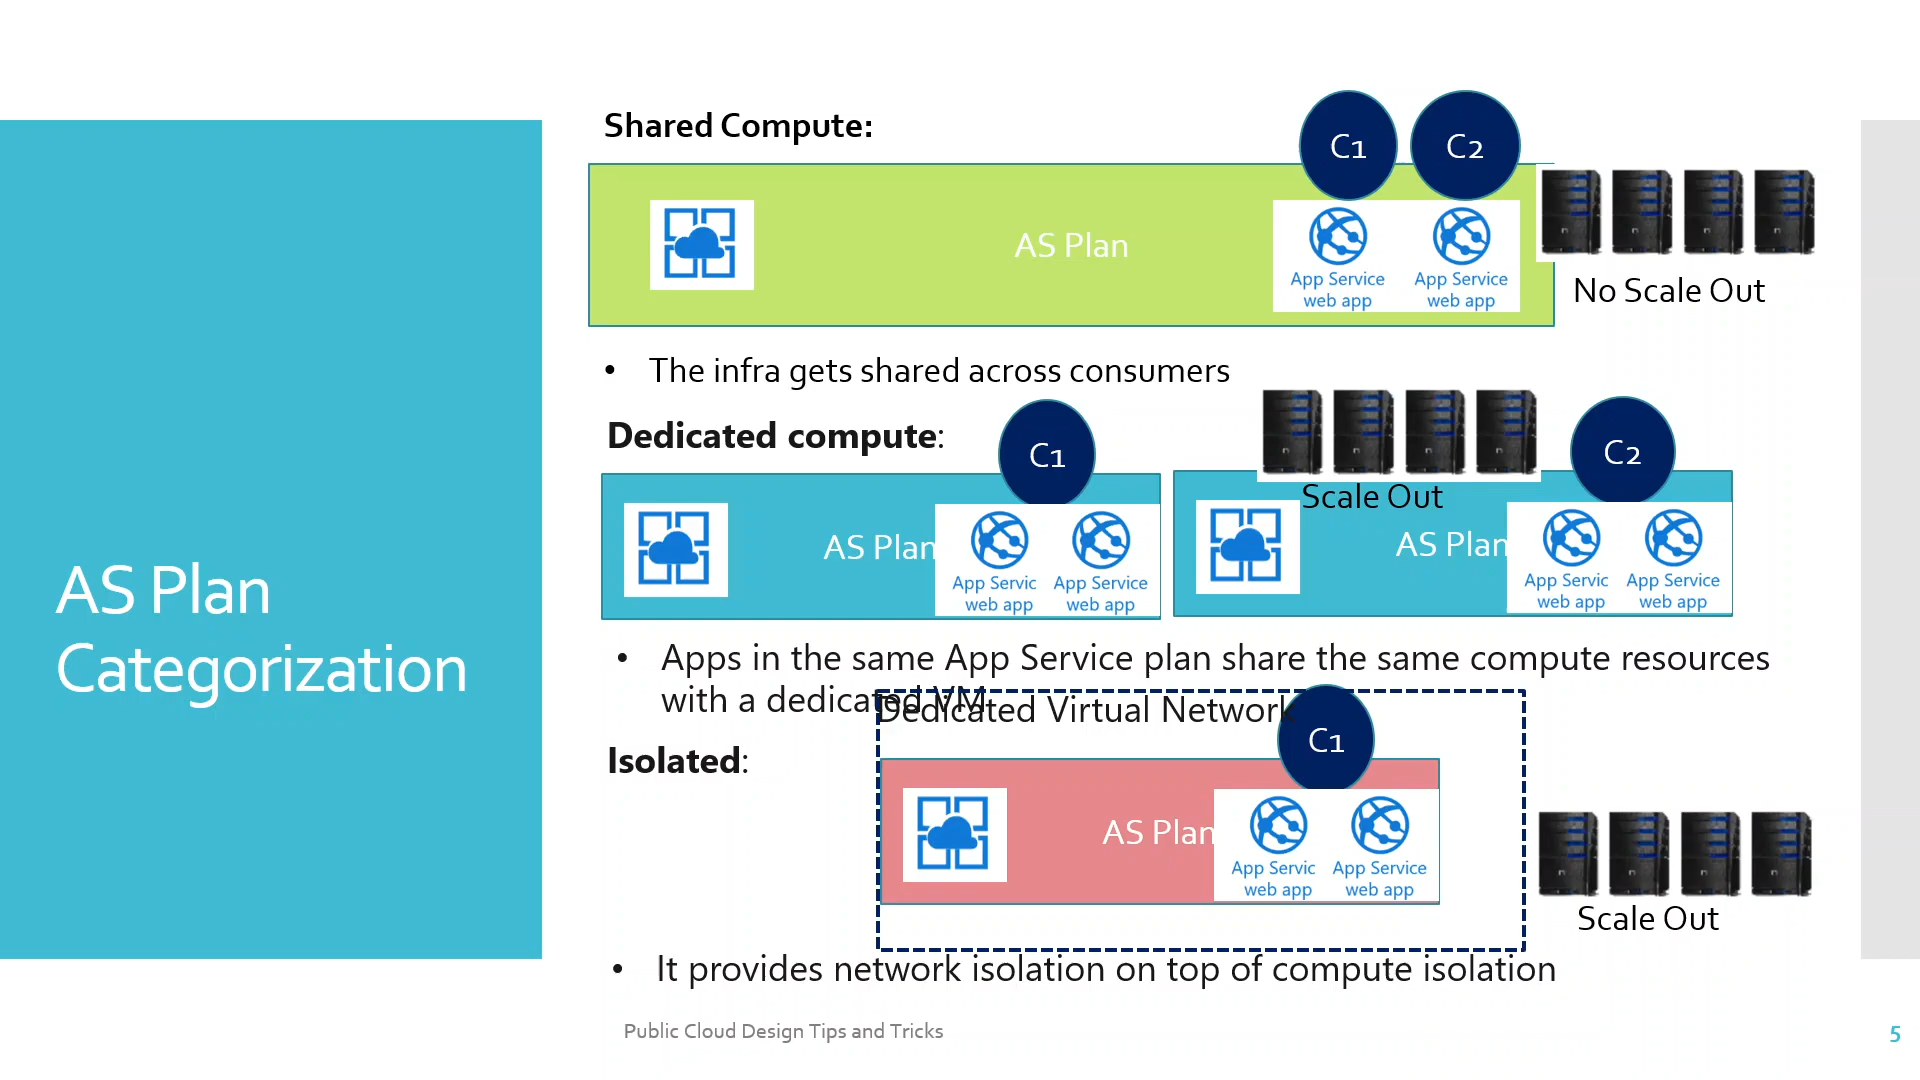 AS Plan
Categorization
Shared Compute:
C1
C2
AS Plan
App Service
web app
App Service
web app
No Scale Out
• The infra gets shared across consumers
Dedicated compute:
C1
AS Plan
App Servic
web app
App Service
web app
Scale Out
C2
AS Plan
App Servic
web app
App Service
web app
• Apps in the same App Service plan share the same compute resources
with a dedicated VM
Dedicated Virtual Network
Isolated:
C1
AS Plan
App Servic
web app
App Service
web app
Scale Out
• It provides network isolation on top of compute isolation
Public Cloud Design Tips and Tricks
5